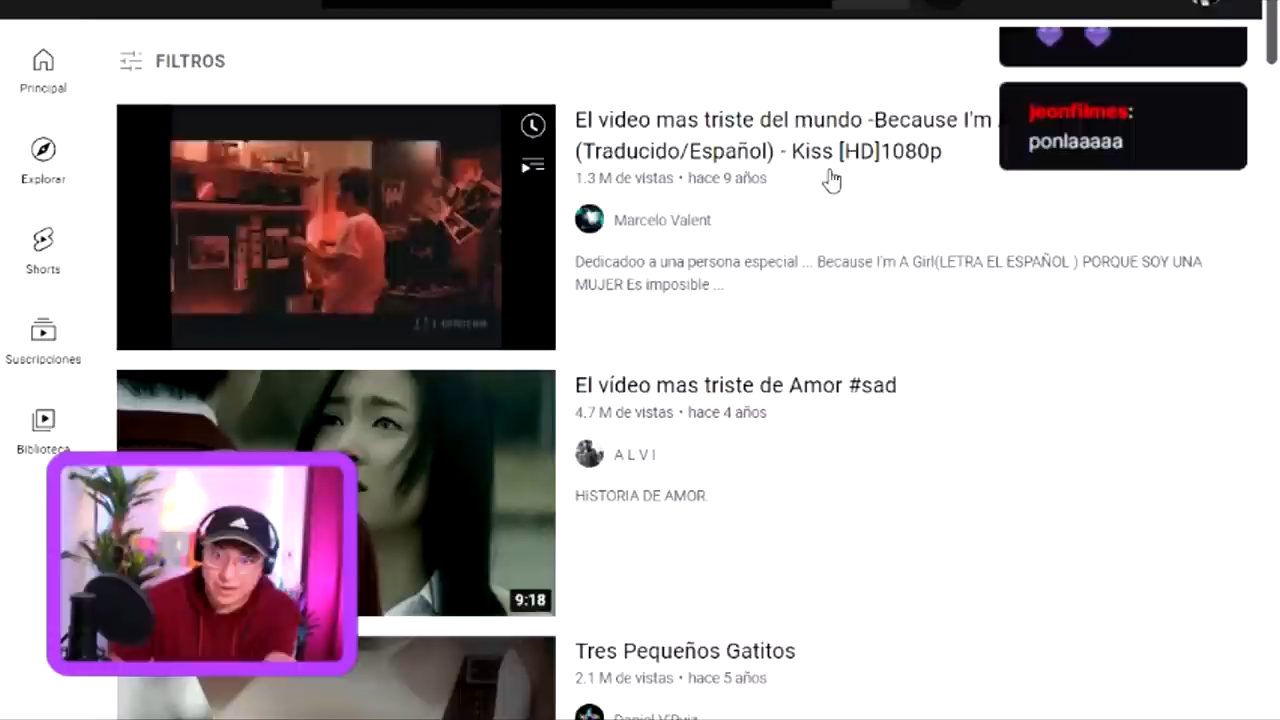 FILTROS
Principal
Explorar
Shorts
Suscripciones
Biblioteca
El video mas triste del mundo -Because I'm
(Traducido/Español) - Kiss [HD]1080p
1.3 M de vistas • hace 9 años
Marcelo Valent
Dedicadoo a una persona especial ... Because I'm A Girl(LETRA EL ESPAÑOL ) PORQUE SOY UNA
MUJER Es imposible ...
jeonfilmes:
ponlaaaaa
El vídeo mas triste de Amor #sad
4.7 M de vistas • hace 4 años
A L V I
HiSTORIA DE AMOR.
9:18
Tres Pequeños Gatitos
2.1 M de vistas • hace 5 años